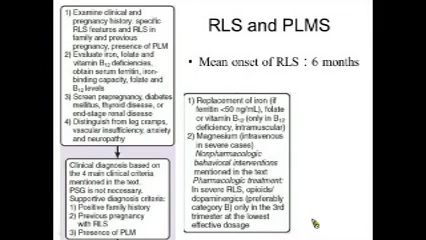 RLS and PLMS
• Mean onset of RLS : 6 months
1) Examine clinical and
pregnancy history: specific
RLS features and RLS in
family and previous
pregnancy, presence of PLM
2) Evaluate iron, folate and
vitamin B12 deficiencies,
obtain serum ferritin, iron-
binding capacity, folate and
B12 levels
3) Screen prepregnancy, diabetes
mellitus, thyroid disease, or
end-stage renal disease
4) Distinguish from leg cramps,
vascular insufficiency, anxiety
and neuropathy
Clinical diagnosis based on
the 4 main clinical criteria
mentioned in the text.
PSG is not necessary.
Supportive diagnosis criteria:
1) Positive family history
2) Previous pregnancy
with RLS
3) Presence of PLM
1) Replacement of iron (if
ferritin <50 ng/mL), folate
or vitamin B12 (only in B12
deficiency, intramuscular)
2) Magnesium (intravenous
in severe cases)
Nonpharmacologic
behavioral interventions
mentioned in the text
Pharmacologic treatment:
In severe RLS, opioids/
dopaminergics (preferably
category B) only in the 3rd
trimester at the lowest
effective dosage